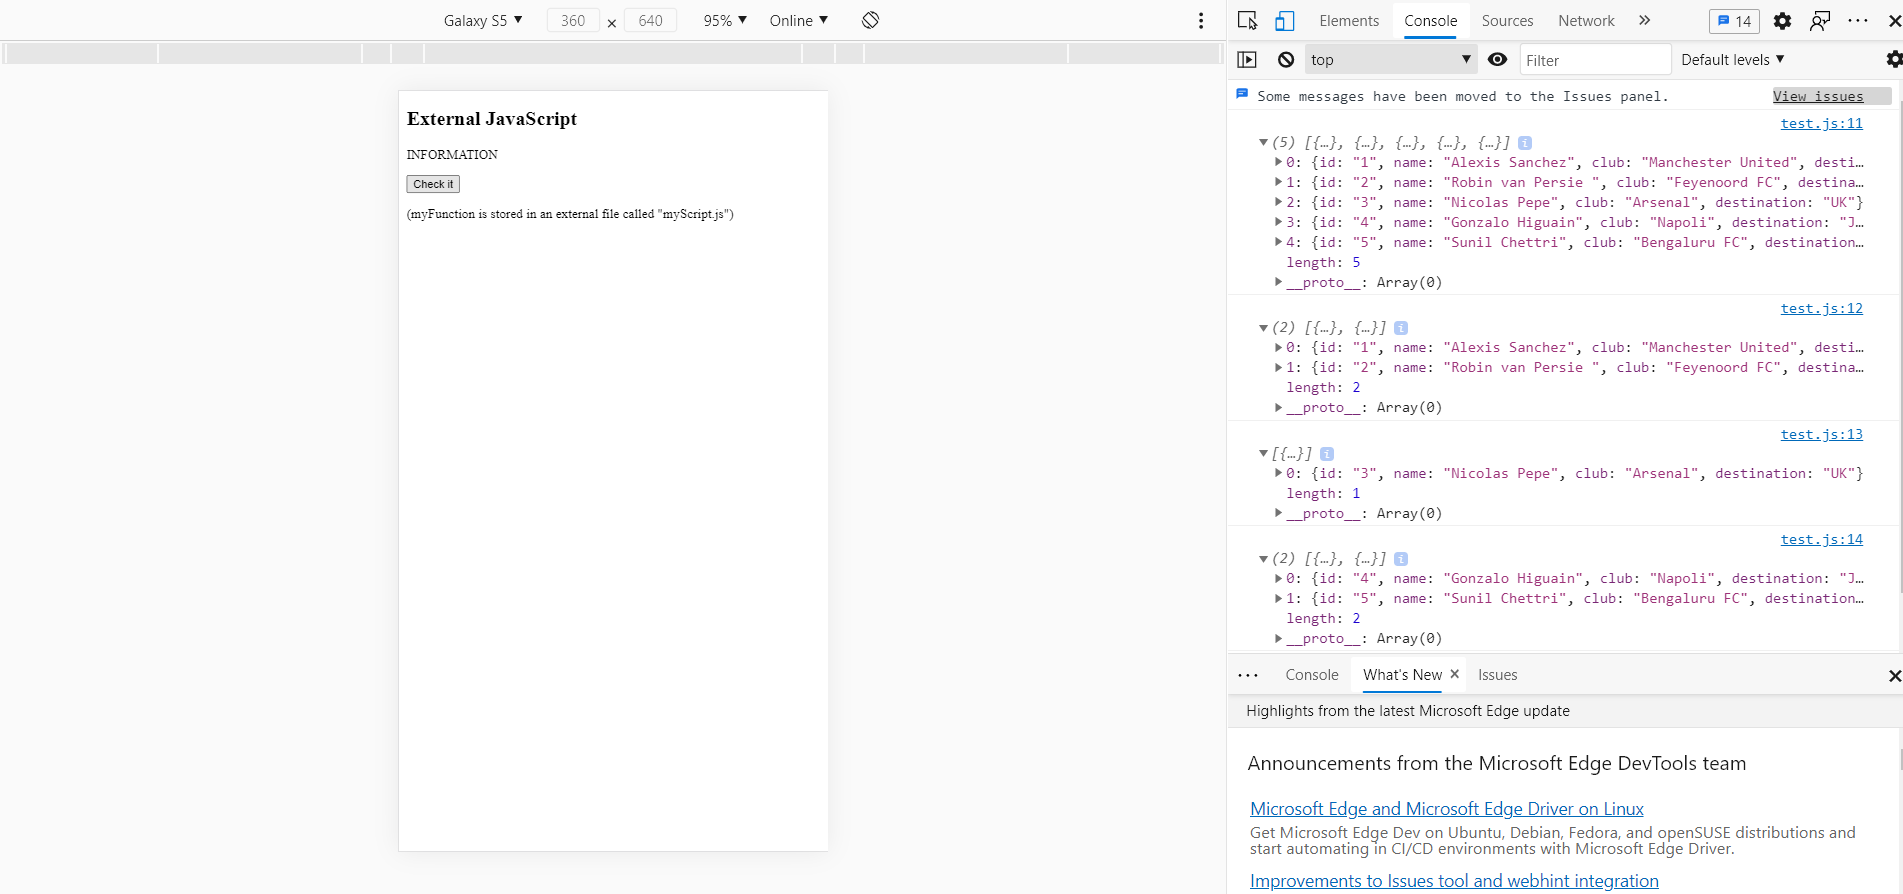 Galaxy S5 ▼ 360 × 640 95% ▼ Online ▼
External JavaScript
INFORMATION
Check it
(myFunction is stored in an external file called "myScript.js")
Elements Console Sources Network » 14
top ▼ Filter Default levels ▼
Some messages have been moved to the Issues panel. View issues
test.js:11
▼(5) [{…}, {…}, {…}, {…}, {…}] i
▶0: {id: "1", name: "Alexis Sanchez", club: "Manchester United", desti…
▶1: {id: "2", name: "Robin van Persie ", club: "Feyenoord FC", destina…
▶2: {id: "3", name: "Nicolas Pepe", club: "Arsenal", destination: "UK"}
▶3: {id: "4", name: "Gonzalo Higuain", club: "Napoli", destination: "J…
▶4: {id: "5", name: "Sunil Chettri", club: "Bengaluru FC", destination…
length: 5
▶__proto__: Array(0)
test.js:12
▼(2) [{…}, {…}] i
▶0: {id: "1", name: "Alexis Sanchez", club: "Manchester United", desti…
▶1: {id: "2", name: "Robin van Persie ", club: "Feyenoord FC", destina…
length: 2
▶__proto__: Array(0)
test.js:13
▼[{…}] i
▶0: {id: "3", name: "Nicolas Pepe", club: "Arsenal", destination: "UK"}
length: 1
▶__proto__: Array(0)
test.js:14
▼(2) [{…}, {…}] i
▶0: {id: "4", name: "Gonzalo Higuain", club: "Napoli", destination: "J…
▶1: {id: "5", name: "Sunil Chettri", club: "Bengaluru FC", destination…
length: 2
▶__proto__: Array(0)
Console What's New × Issues
Highlights from the latest Microsoft Edge update
Announcements from the Microsoft Edge DevTools team
Microsoft Edge and Microsoft Edge Driver on Linux
Get Microsoft Edge Dev on Ubuntu, Debian, Fedora, and openSUSE distributions and
start automating in CI/CD environments with Microsoft Edge Driver.
Improvements to Issues tool and webhint integration